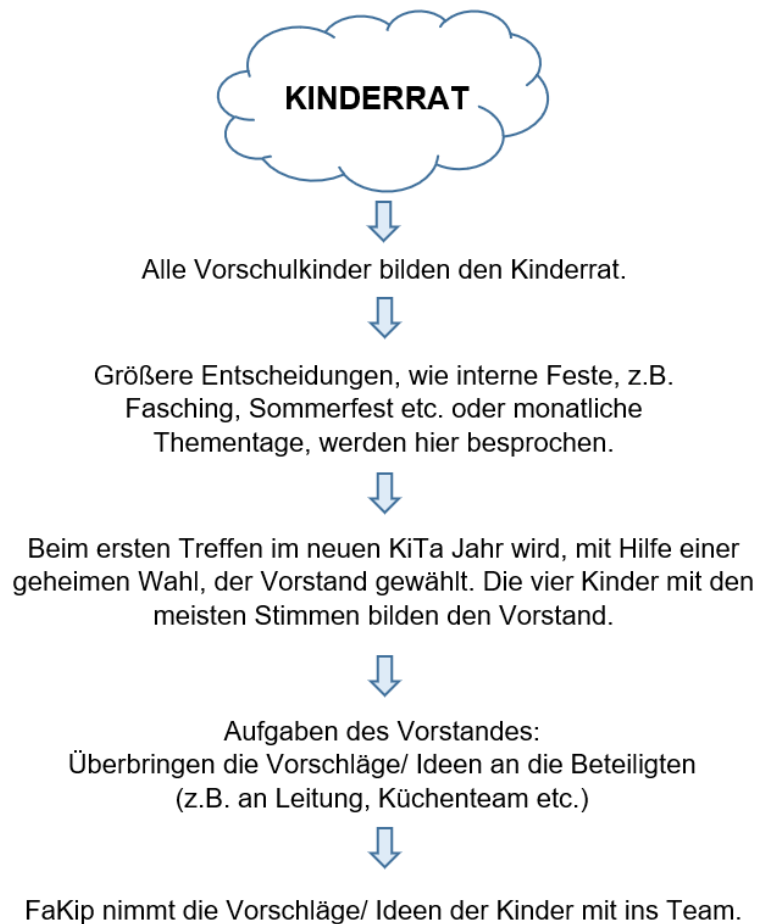 KINDERRAT
Alle Vorschulkinder bilden den Kinderrat.
Größere Entscheidungen, wie interne Feste, z.B.
Fasching, Sommerfest etc. oder monatliche
Thementage, werden hier besprochen.
Beim ersten Treffen im neuen KiTa Jahr wird, mit Hilfe einer
geheimen Wahl, der Vorstand gewählt. Die vier Kinder mit den
meisten Stimmen bilden den Vorstand.
Aufgaben des Vorstandes:
Überbringen die Vorschläge/ Ideen an die Beteiligten
(z.B. an Leitung, Küchenteam etc.)
FaKip nimmt die Vorschläge/ Ideen der Kinder mit ins Team.